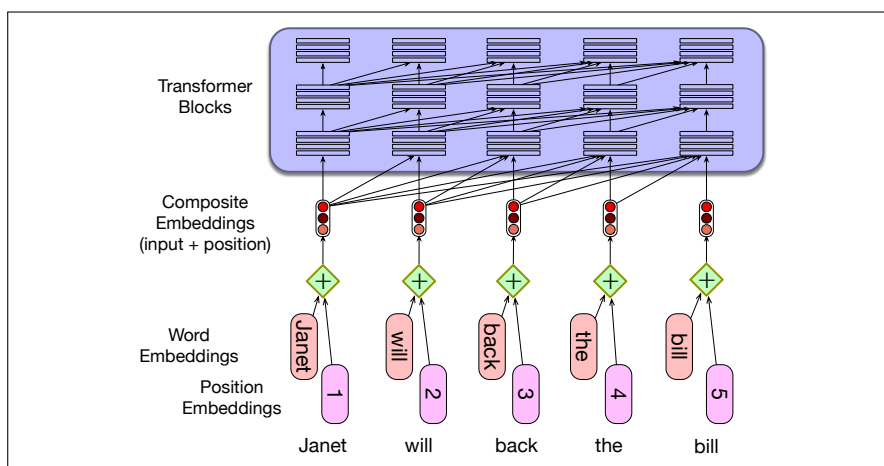 Transformer
Blocks
Composite
Embeddings
(input + position)
+ + + + +
Word
Embeddings
Janet will back the bill
Position
Embeddings
1 2 3 4 5
Janet will back the bill